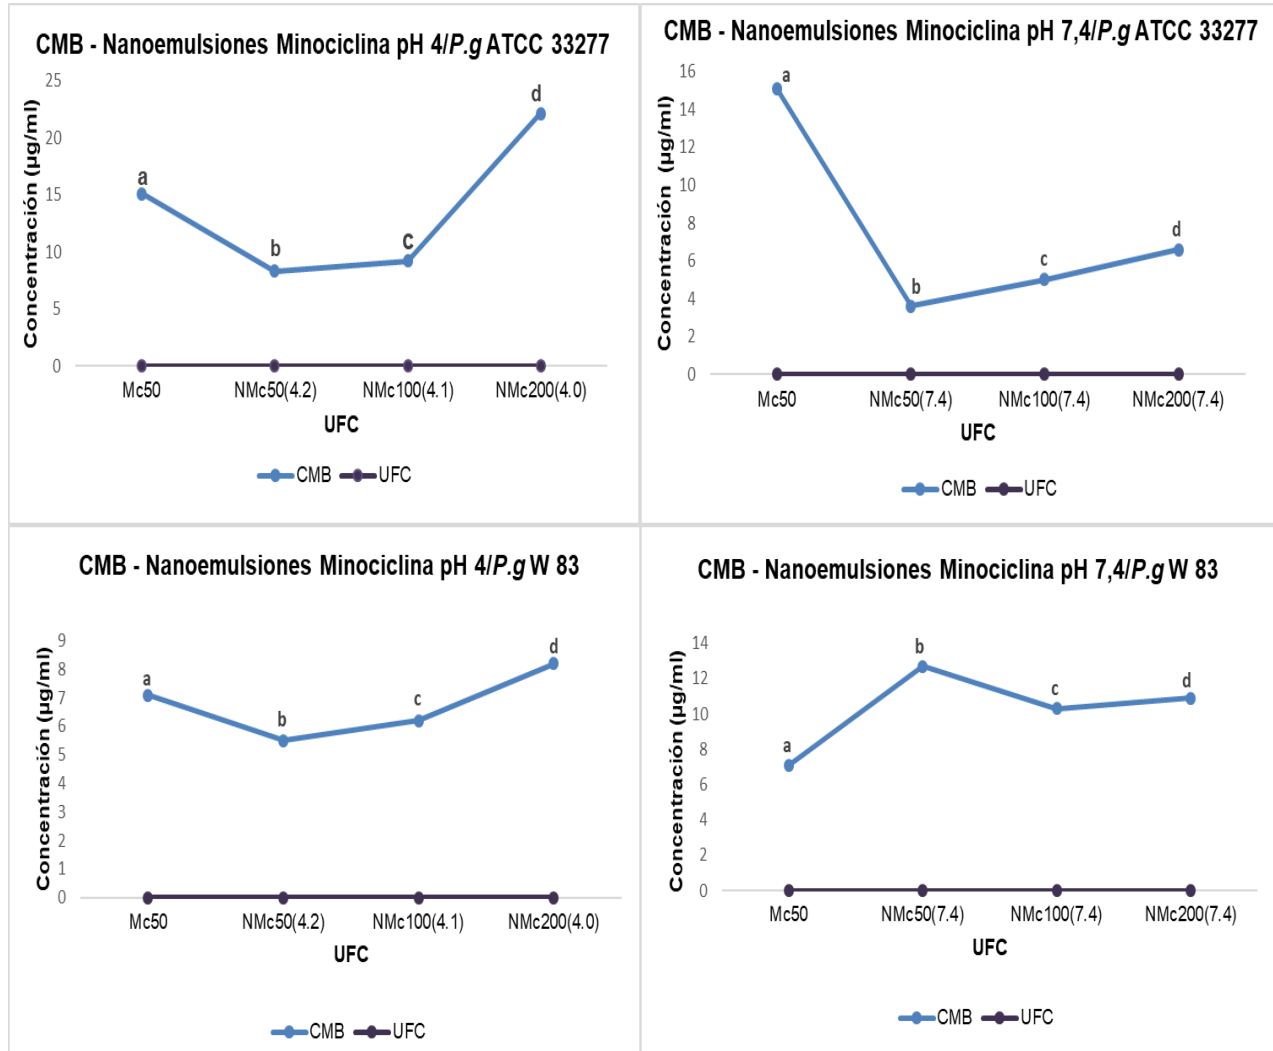 CMB - Nanoemulsiones Minociclina pH 4/P.g ATCC 33277
Concentración (µg/ml)
25
20
15
10
5
0
a
b
c
d
Mc50
NMc50(4.2)
NMc100(4.1)
NMc200(4.0)
UFC
CMB
UFC
CMB - Nanoemulsiones Minociclina pH 7,4/P.g ATCC 33277
Concentración (µg/ml)
16
14
12
10
8
6
4
2
0
a
b
c
d
Mc50
NMc50(7.4)
NMc100(7.4)
NMc200(7.4)
UFC
CMB
UFC
CMB - Nanoemulsiones Minociclina pH 4/P.g W 83
Concentración (µg/ml)
9
8
7
6
5
4
3
2
1
0
a
b
c
d
Mc50
NMc50(4.2)
NMc100(4.1)
NMc200(4.0)
UFC
CMB
UFC
CMB - Nanoemulsiones Minociclina pH 7,4/P.g W 83
Concentración (µg/ml)
14
12
10
8
6
4
2
0
a
b
c
d
Mc50
NMc50(7.4)
NMc100(7.4)
NMc200(7.4)
UFC
CMB
UFC